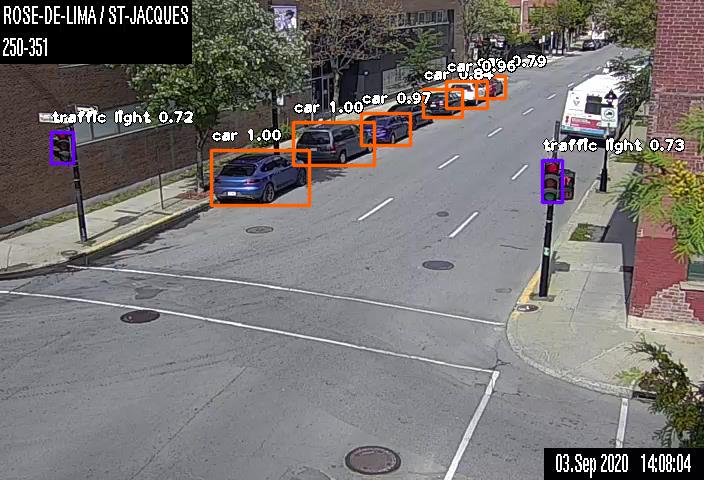 ROSE-DE-LIMA / ST-JACQUES
250-351
car 0.79
car 0.96
car 0.84
car 0.97
car 1.00
traffic light 0.72
car 1.00
traffic light 0.73
03.Sep 2020 14:08:04